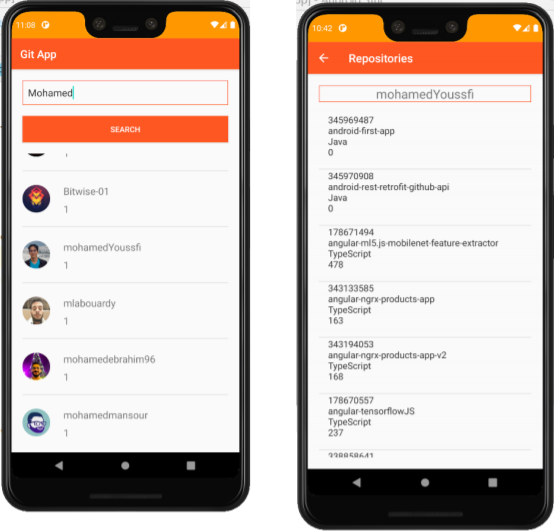 11:08
Git App
Mohamed
SEARCH
1
Bitwise-01
1
mohamedYoussfi
1
mlabouardy
1
mohamedebrahim96
1
mohamedmansour
1
10:42
Repositories
mohamedYoussfi
345969487
android-first-app
Java
0
345970908
android-rest-retrofit-github-api
Java
0
178671494
angular-ml5.js-mobilenet-feature-extractor
TypeScript
478
343133585
angular-ngrx-products-app
TypeScript
163
343194053
angular-ngrx-products-app-v2
TypeScript
168
178670557
angular-tensorflowJS
TypeScript
237
338858641